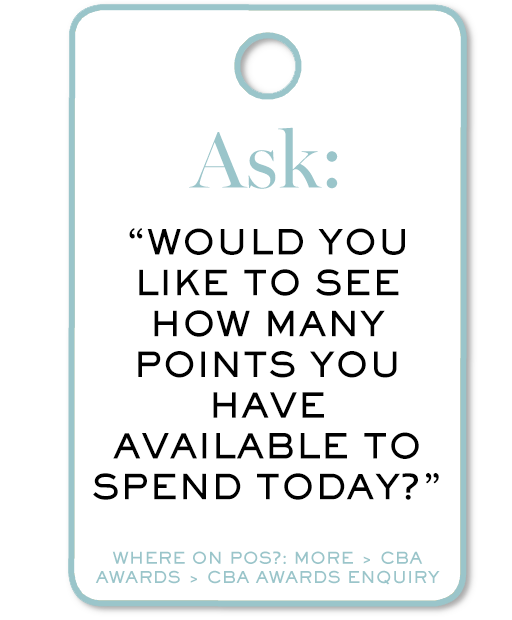 Ask:
“WOULD YOU
LIKE TO SEE
HOW MANY
POINTS YOU
HAVE
AVAILABLE TO
SPEND TODAY?”
WHERE ON POS?: MORE > CBA
AWARDS > CBA AWARDS ENQUIRY